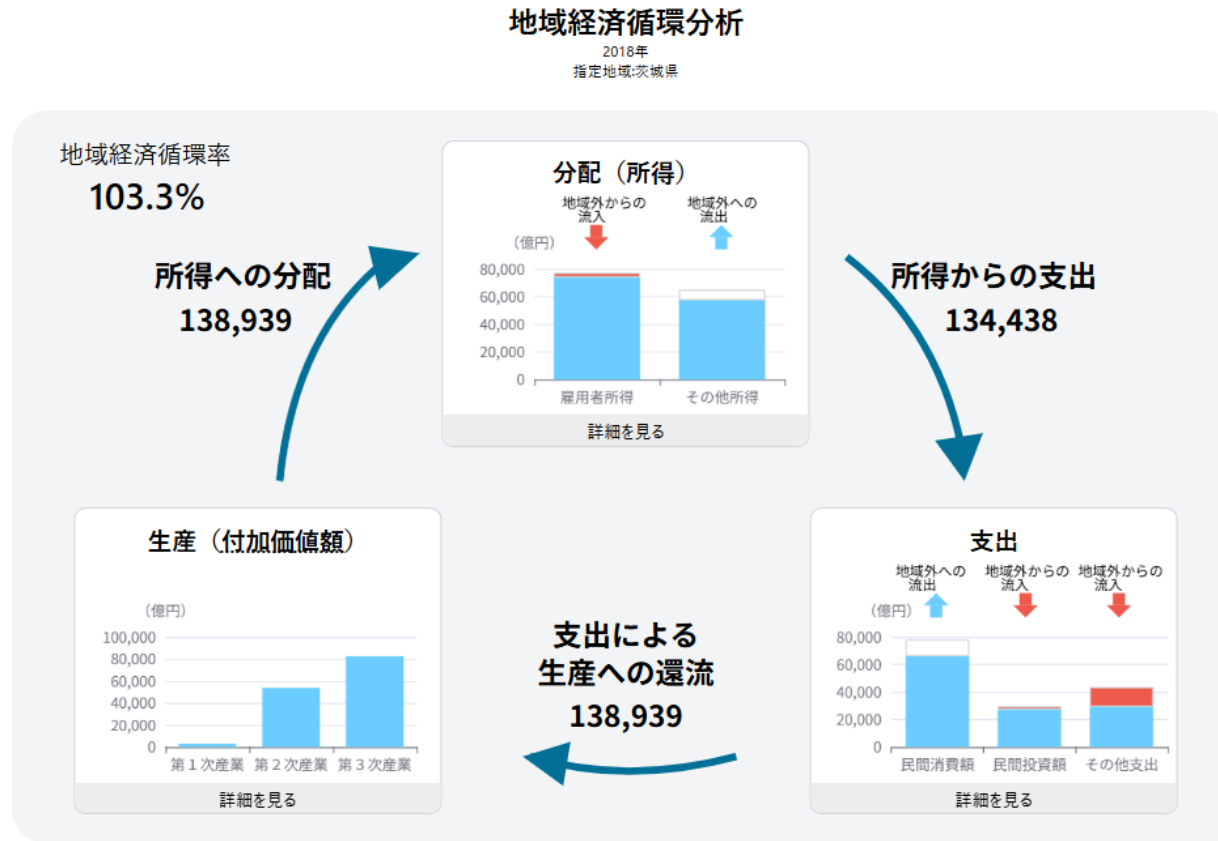 地域経済循環分析
2018年
指定地域:茨城県
地域経済循環率
103.3%
所得への分配
138,939
分配（所得）
地域外からの
流入
地域外への
流出
（億円）
80,000
60,000
40,000
20,000
0
雇用者所得
その他所得
詳細を見る
所得からの支出
134,438
生産（付加価値額）
（億円）
100,000
80,000
60,000
40,000
20,000
0
第１次産業
第２次産業
第３次産業
詳細を見る
支出による
生産への還流
138,939
支出
地域外への
流出
地域外からの
流入
地域外からの
流入
（億円）
80,000
60,000
40,000
20,000
0
民間消費額
民間投資額
その他支出
詳細を見る